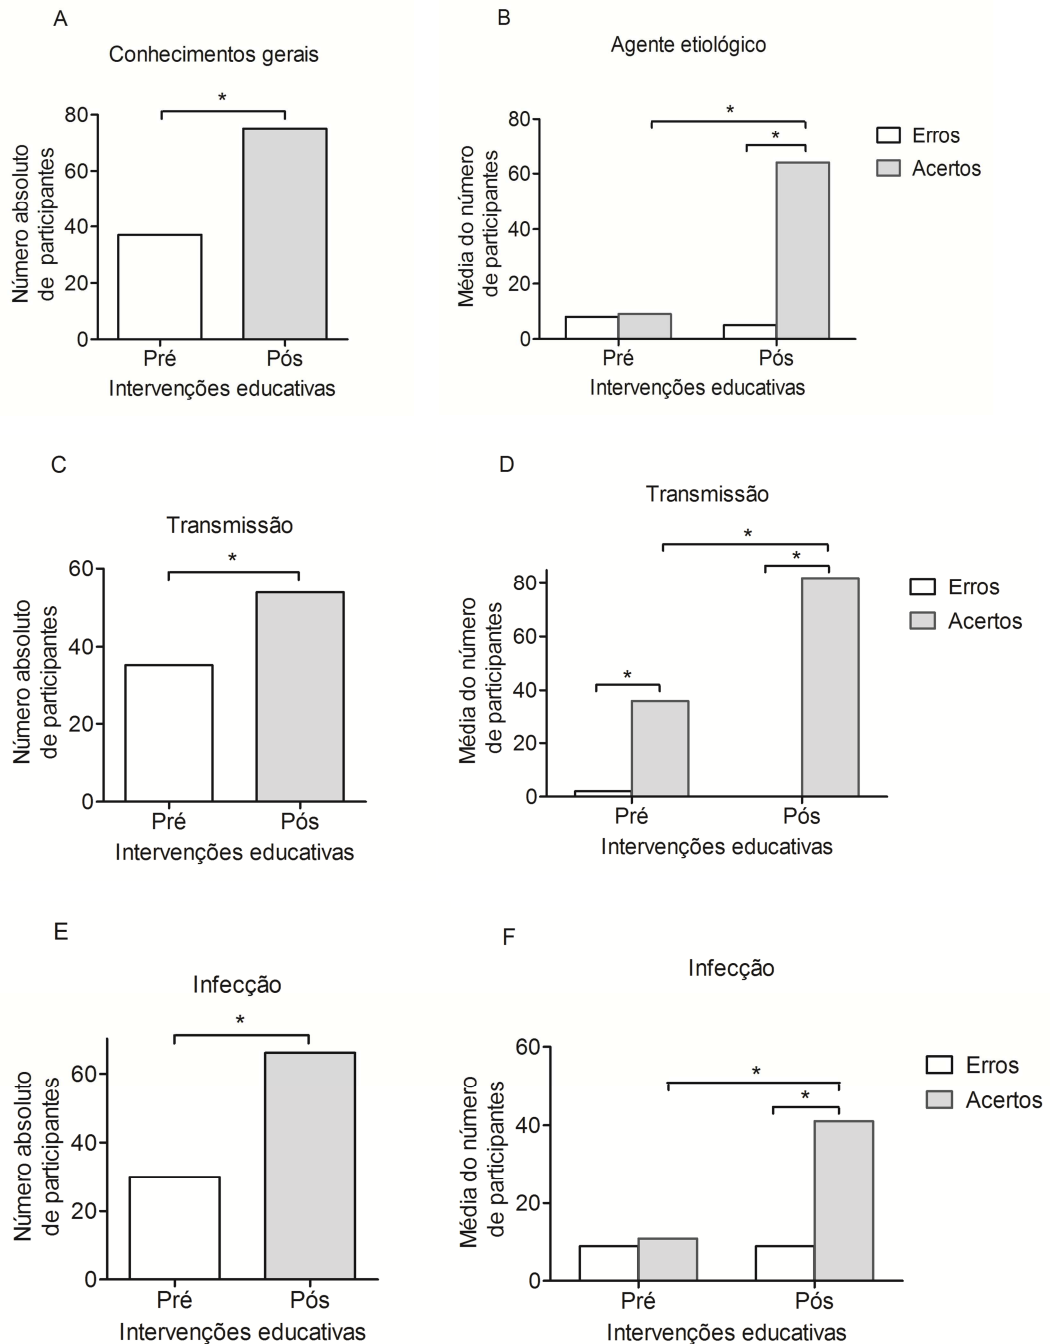 A
Conhecimentos gerais
*
Número absoluto
de participantes
80
60
40
20
0
Pré
Pós
Intervenções educativas
B
Agente etiológico
*
*
Média do número
de participantes
80
60
40
20
0
Pré
Pós
Intervenções educativas
Erros
Acertos
C
Transmissão
*
Número absoluto
de participantes
60
40
20
0
Pré
Pós
Intervenções educativas
D
Transmissão
*
*
*
Média do número
de participantes
80
60
40
20
0
Pré
Pós
Intervenções educativas
Erros
Acertos
E
Infecção
*
Número absoluto
de participantes
60
40
20
0
Pré
Pós
Intervenções educativas
F
Infecção
*
*
Média do número
de participantes
60
40
20
0
Pré
Pós
Intervenções educativas
Erros
Acertos